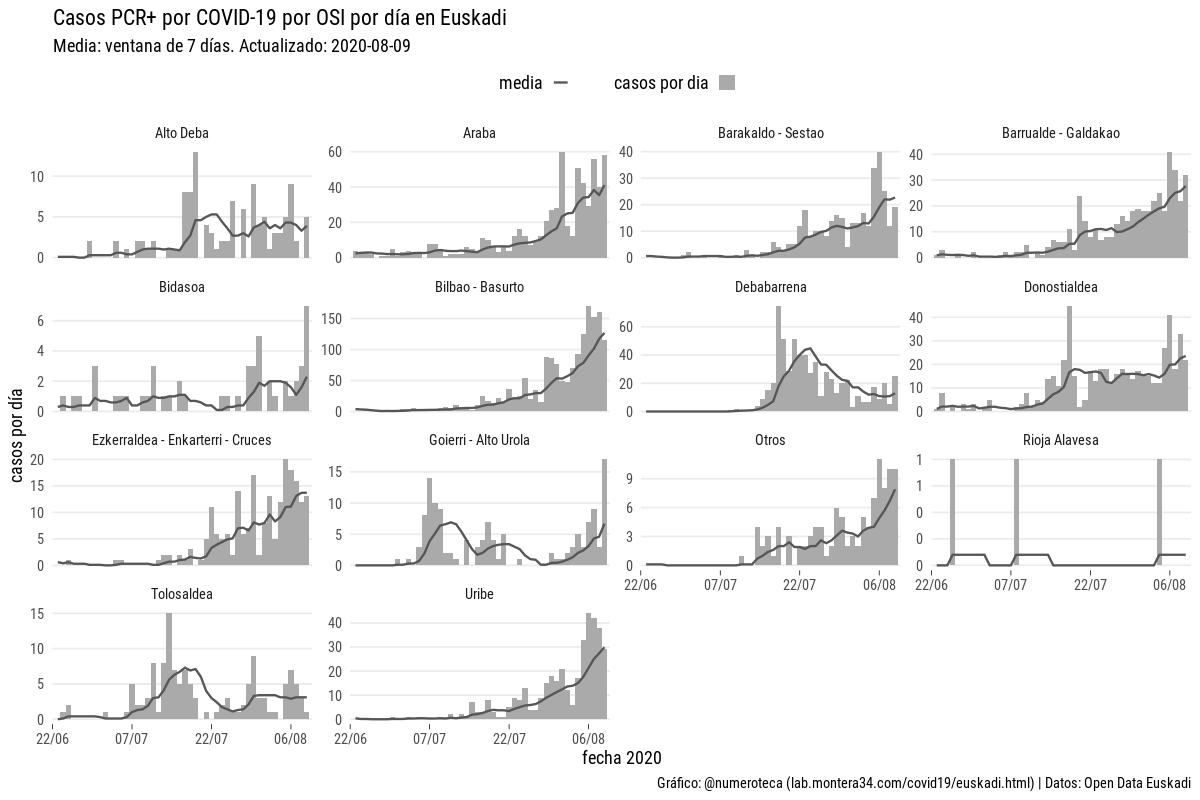 Casos PCR+ por COVID-19 por OSI por día en Euskadi
Media: ventana de 7 días. Actualizado: 2020-08-09
media
casos por dia
casos por día
Alto Deba
10
5
0
Araba
60
40
20
0
Barakaldo - Sestao
40
30
20
10
0
Barrualde - Galdakao
40
30
20
10
0
Bidasoa
6
4
2
0
Bilbao - Basurto
150
100
50
0
Debabarrena
60
40
20
0
Donostialdea
40
30
20
10
0
Ezkerraldea - Enkarterri - Cruces
20
15
10
5
0
Goierri - Alto Urola
15
10
5
0
Otros
9
6
3
0
22/06 07/07 22/07 06/08
Rioja Alavesa
1
1
0
0
0
22/06 07/07 22/07 06/08
Tolosaldea
15
10
5
0
22/06 07/07 22/07 06/08
Uribe
40
30
20
10
0
22/06 07/07 22/07 06/08
fecha 2020
Gráfico: @numeroteca (lab.montera34.com/covid19/euskadi.html) | Datos: Open Data Euskadi